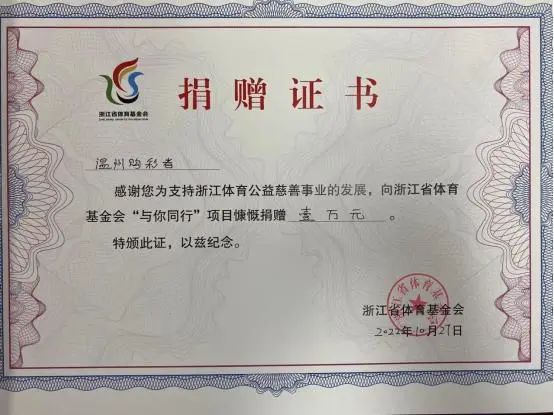 捐赠证书
浙江省体育基金会
温州购彩者
感谢您为支持浙江体育公益慈善事业的发展，向浙江省体育
基金会“与你同行”项目慷慨捐赠 壹万元 。
特颁此证，以兹纪念。
浙江省体育基金会
2022年10月27日